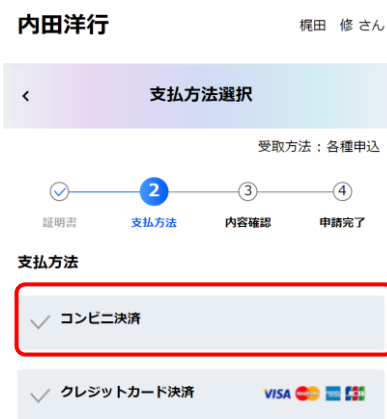 内田洋行
梶田 修 さん
支払方法選択
受取方法：各種申込
2 3 4
証明書 支払方法 内容確認 申請完了
支払方法
コンビニ決済
クレジットカード決済 VISA